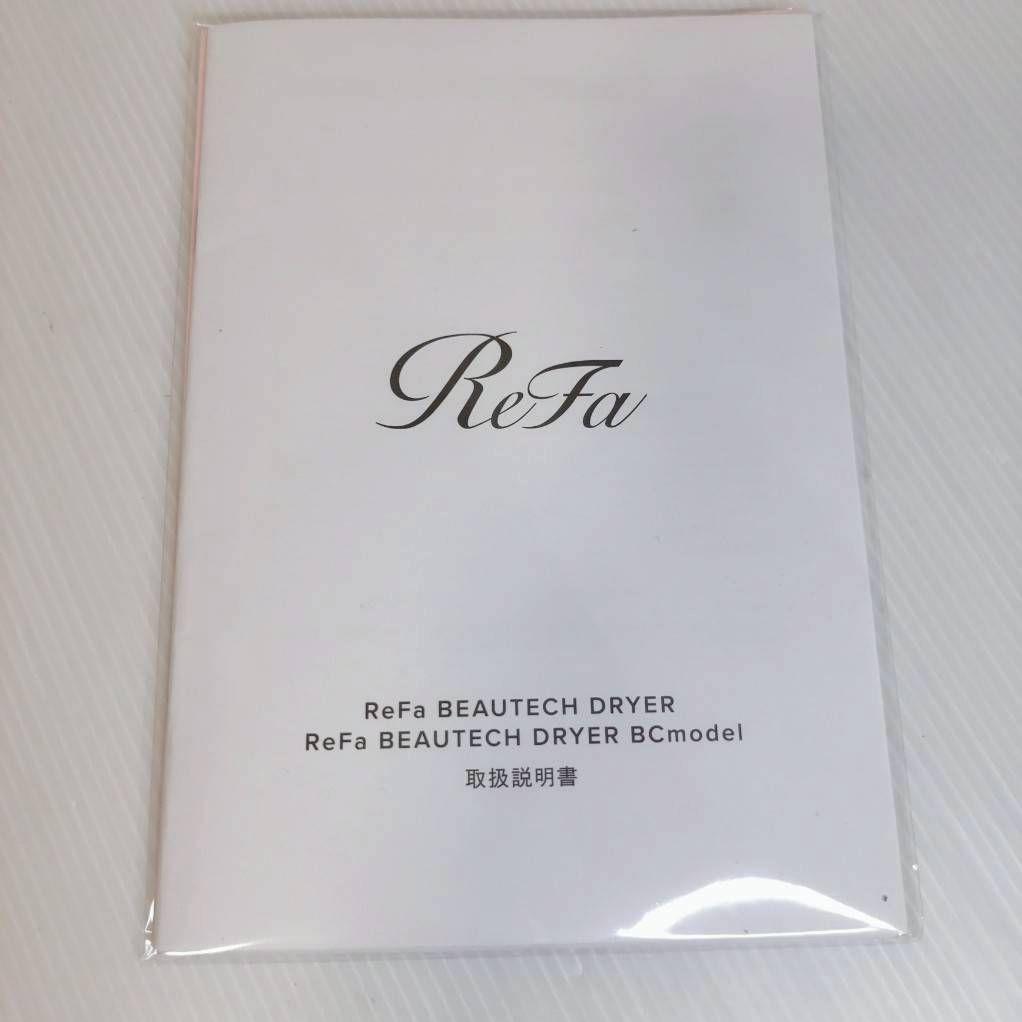 ReFa
ReFa BEAUTECH DRYER
ReFa BEAUTECH DRYER BCmodel
取扱説明書